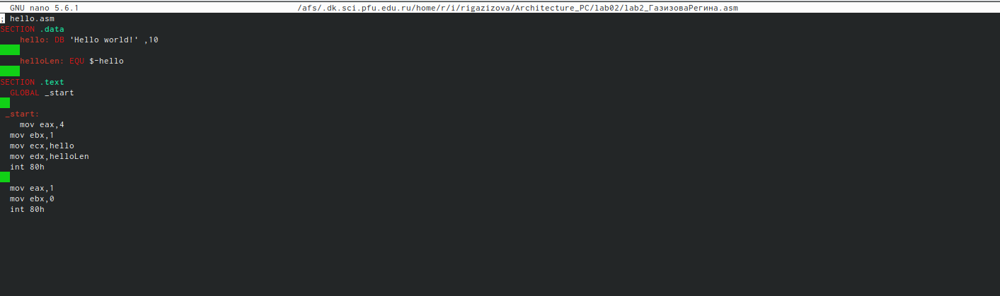 GNU nano 5.6.1 /afs/.dk.sci.pfu.edu.ru/home/r/i/rigazizova/Architecture_PC/lab02/lab2_ГазизоваРегина.asm
; hello.asm
SECTION .data
hello: DB 'Hello world!' ,10
helloLen: EQU $-hello
SECTION .text
GLOBAL _start
_start:
mov eax,4
mov ebx,1
mov ecx,hello
mov edx,helloLen
int 80h
mov eax,1
mov ebx,0
int 80h